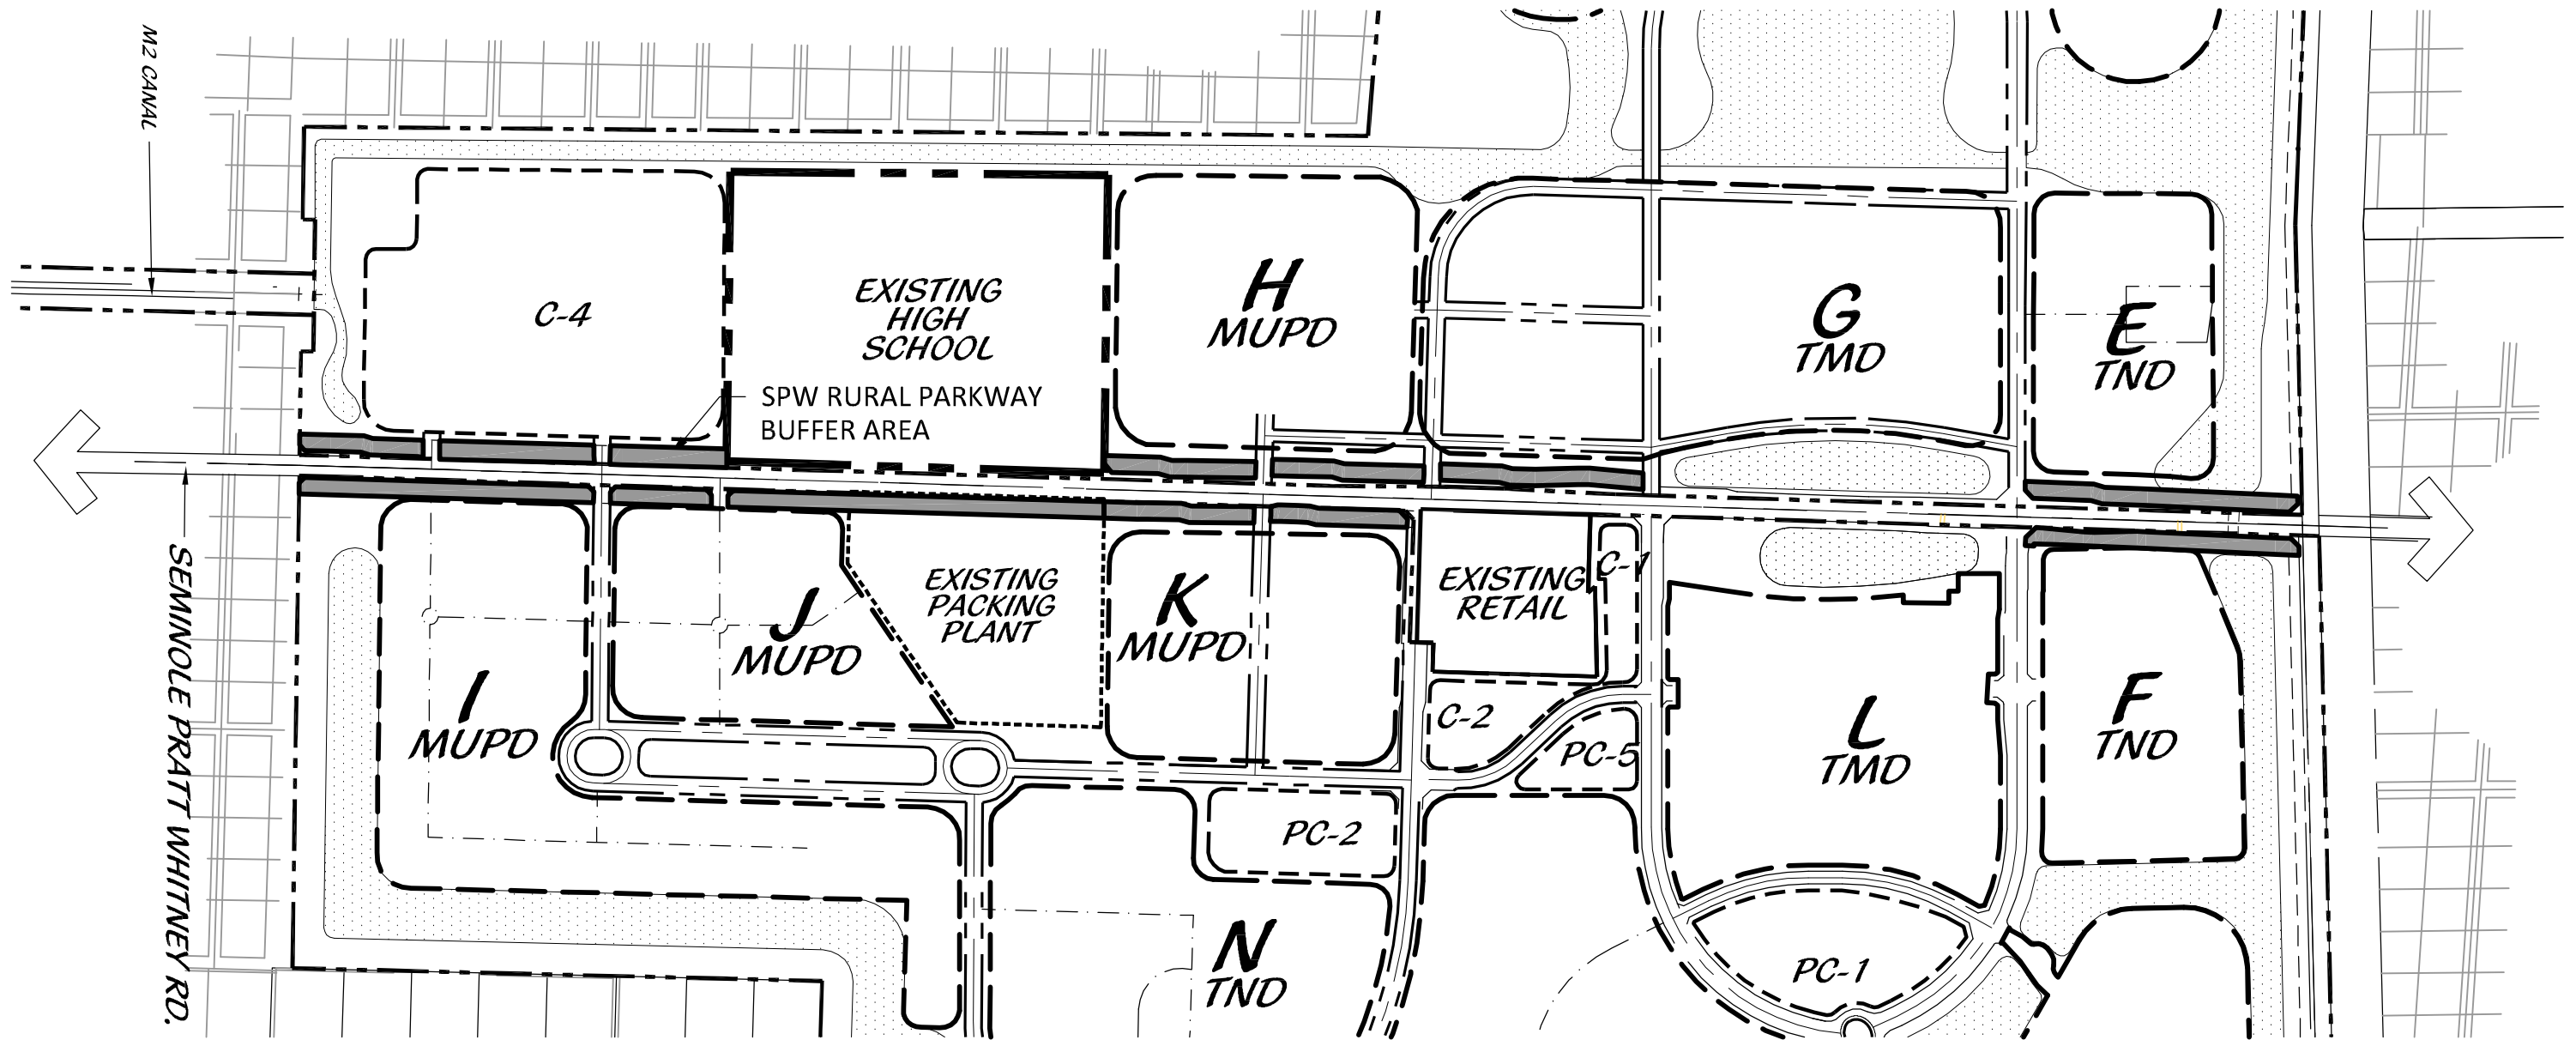 M2 CANAL
C-4
EXISTING
HIGH
SCHOOL
H
MUPD
G
TMD
E
TND
SPW RURAL PARKWAY
BUFFER AREA
SEMINOLE PRATT WHITNEY RD.
I
MUPD
J
MUPD
EXISTING
PACKING
PLANT
K
MUPD
EXISTING
RETAIL
C-1
C-2
PC-5
L
TMD
F
TND
PC-2
N
TND
PC-1